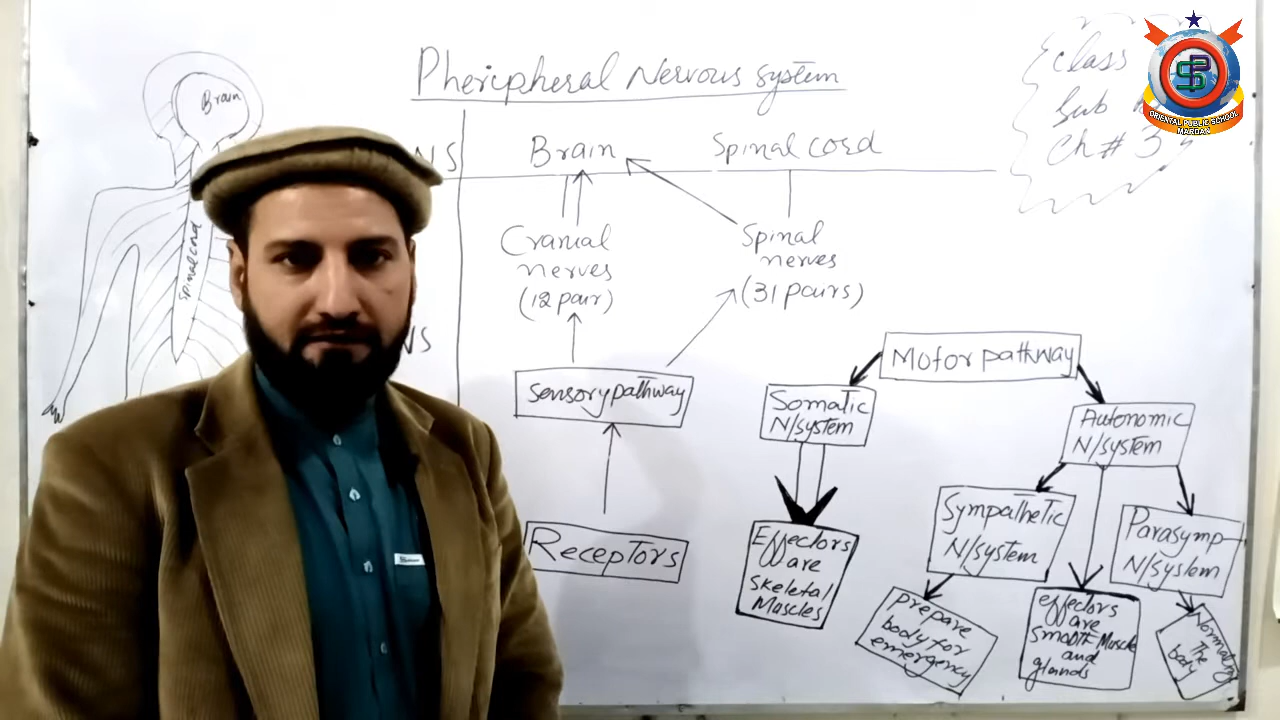 Pheripheral Nervous System
Class
Sub
Ch # 3
ORIENTAL PUBLIC SCHOOL
MARDAN
Brain
Spinal cord
NS
Brain
Spinal cord
Cranial
nerves
(12 pair)
Spinal
nerves
(31 pairs)
NS
Sensory pathway
Receptors
Motor pathway
Somatic
N/system
Autonomic
N/system
Effectors
are
Skeletal
Muscles
Sympathetic
N/system
Parasymp
N/system
prepare
body for
emergency
effectors
are
Smooth Muscle
and
glands
The
body